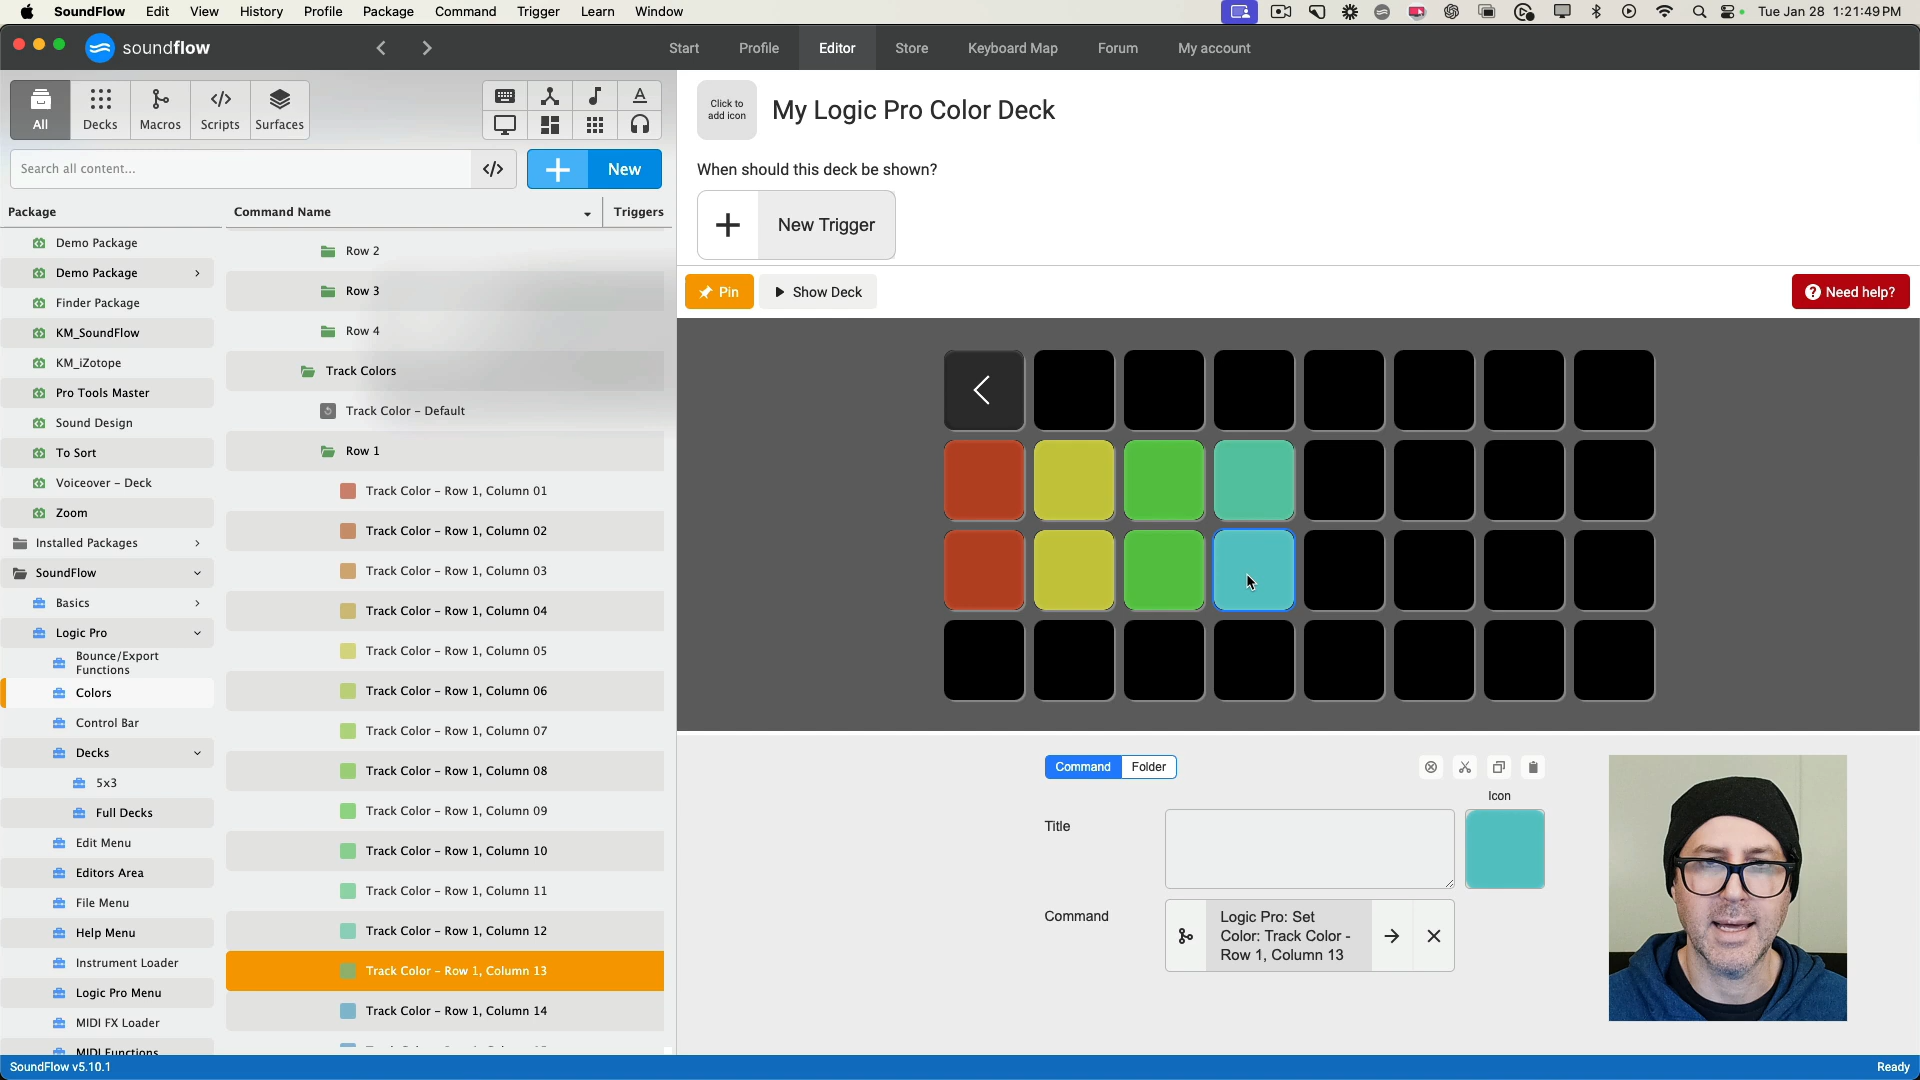 SoundFlow Edit View History Profile Package Command Trigger Learn Window Tue Jan 28 1:21:49 PM
soundflow Start Profile Editor Store Keyboard Map Forum My account
All Decks Macros Scripts Surfaces
Search all content...
New
Package Command Name Triggers
Demo Package
Demo Package
Finder Package
KM_SoundFlow
KM_iZotope
Pro Tools Master
Sound Design
To Sort
Voiceover - Deck
Zoom
Installed Packages
SoundFlow
Basics
Logic Pro
Bounce/Export
Functions
Colors
Control Bar
Decks
5x3
Full Decks
Edit Menu
Editors Area
File Menu
Help Menu
Instrument Loader
Logic Pro Menu
MIDI FX Loader
MIDI Functions
Row 2
Row 3
Row 4
Track Colors
Track Color - Default
Row 1
Track Color - Row 1, Column 01
Track Color - Row 1, Column 02
Track Color - Row 1, Column 03
Track Color - Row 1, Column 04
Track Color - Row 1, Column 05
Track Color - Row 1, Column 06
Track Color - Row 1, Column 07
Track Color - Row 1, Column 08
Track Color - Row 1, Column 09
Track Color - Row 1, Column 10
Track Color - Row 1, Column 11
Track Color - Row 1, Column 12
Track Color - Row 1, Column 13
Track Color - Row 1, Column 14
Click to
add icon
My Logic Pro Color Deck
When should this deck be shown?
New Trigger
Pin Show Deck Need help?
Command Folder
Icon
Title
Command
Logic Pro: Set
Color: Track Color -
Row 1, Column 13
SoundFlow v5.10.1 Ready